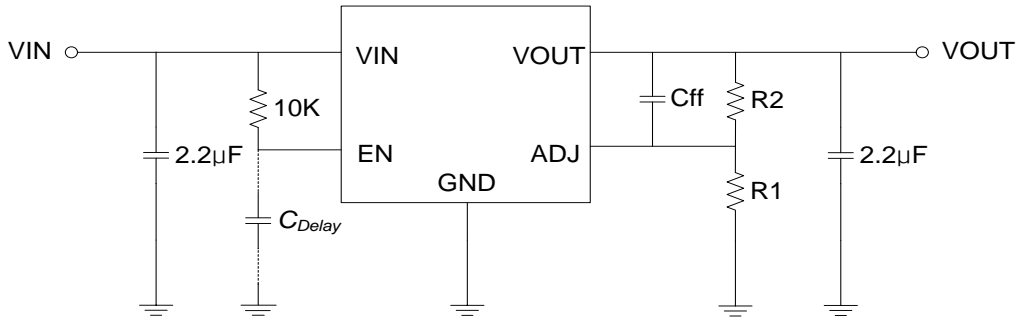 VIN
VIN
VOUT
VOUT
10K
Cff
R2
2.2µF
EN
ADJ
2.2µF
GND
R1
CDelay